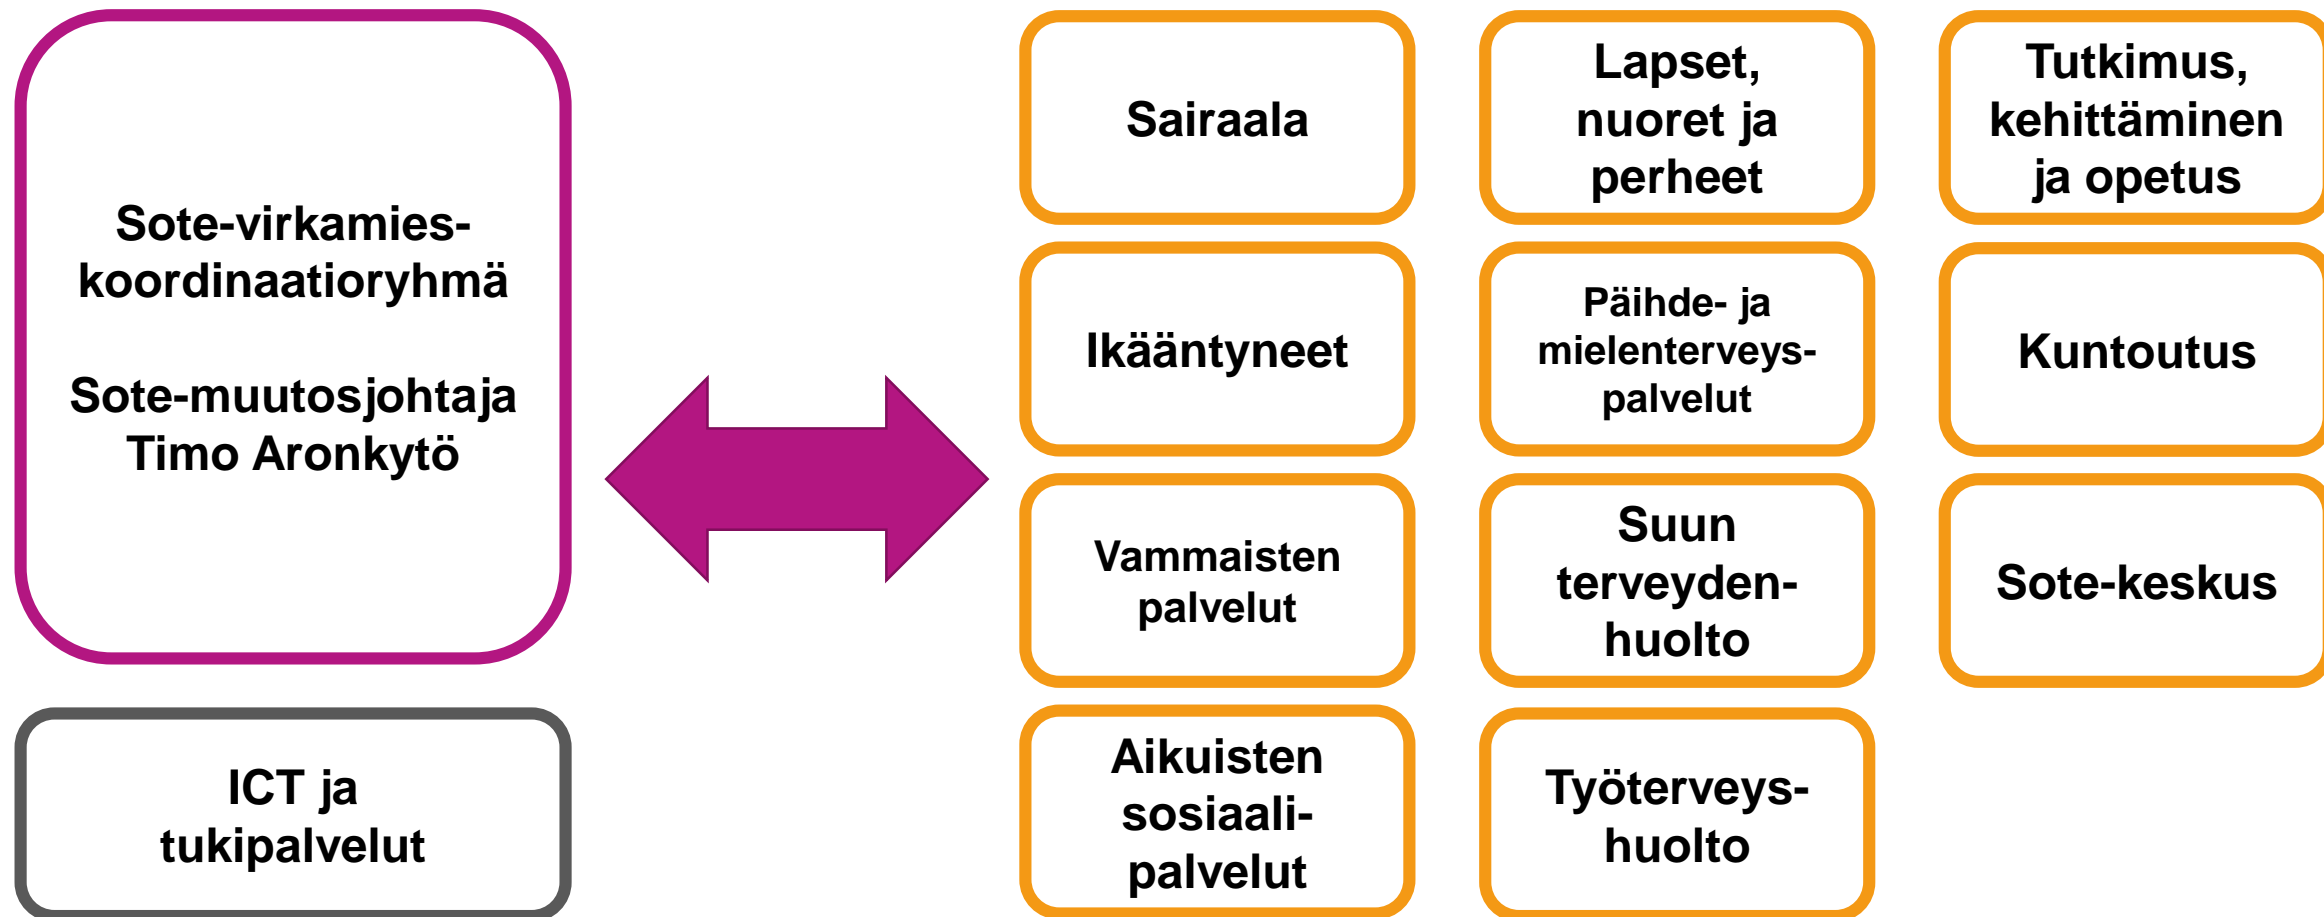 Sote-virkamies-
koordinaatioryhmä
Sote-muutosjohtaja
Timo Aronkytö
ICT ja
tukipalvelut
Sairaala
Lapset,
nuoret ja
perheet
Tutkimus,
kehittäminen
ja opetus
Ikääntyneet
Päihde- ja
mielenterveys-
palvelut
Kuntoutus
Vammaisten
palvelut
Suun
terveyden-
huolto
Sote-keskus
Aikuisten
sosiaali-
palvelut
Työterveys-
huolto